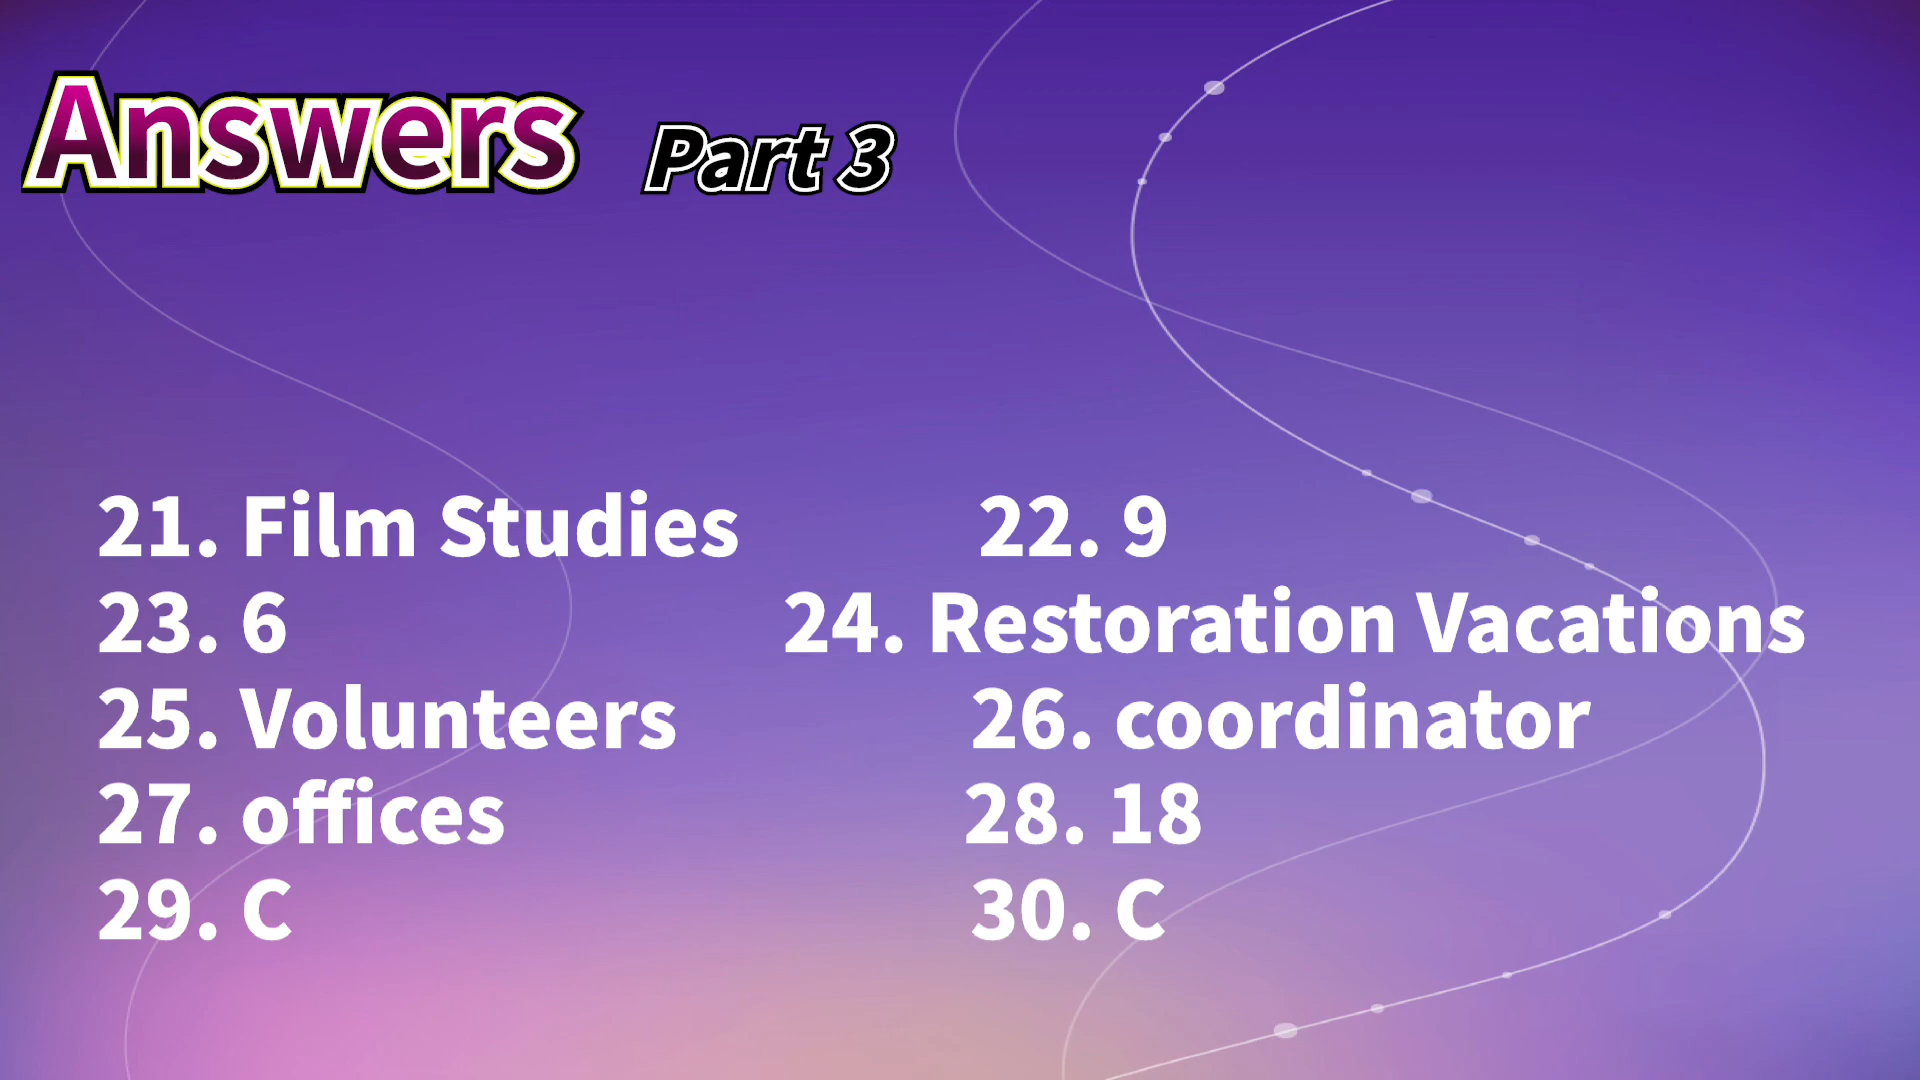 Answers Part 3
21. Film Studies 22. 9
23. 6 24. Restoration Vacations
25. Volunteers 26. coordinator
27. offices 28. 18
29. C 30. C